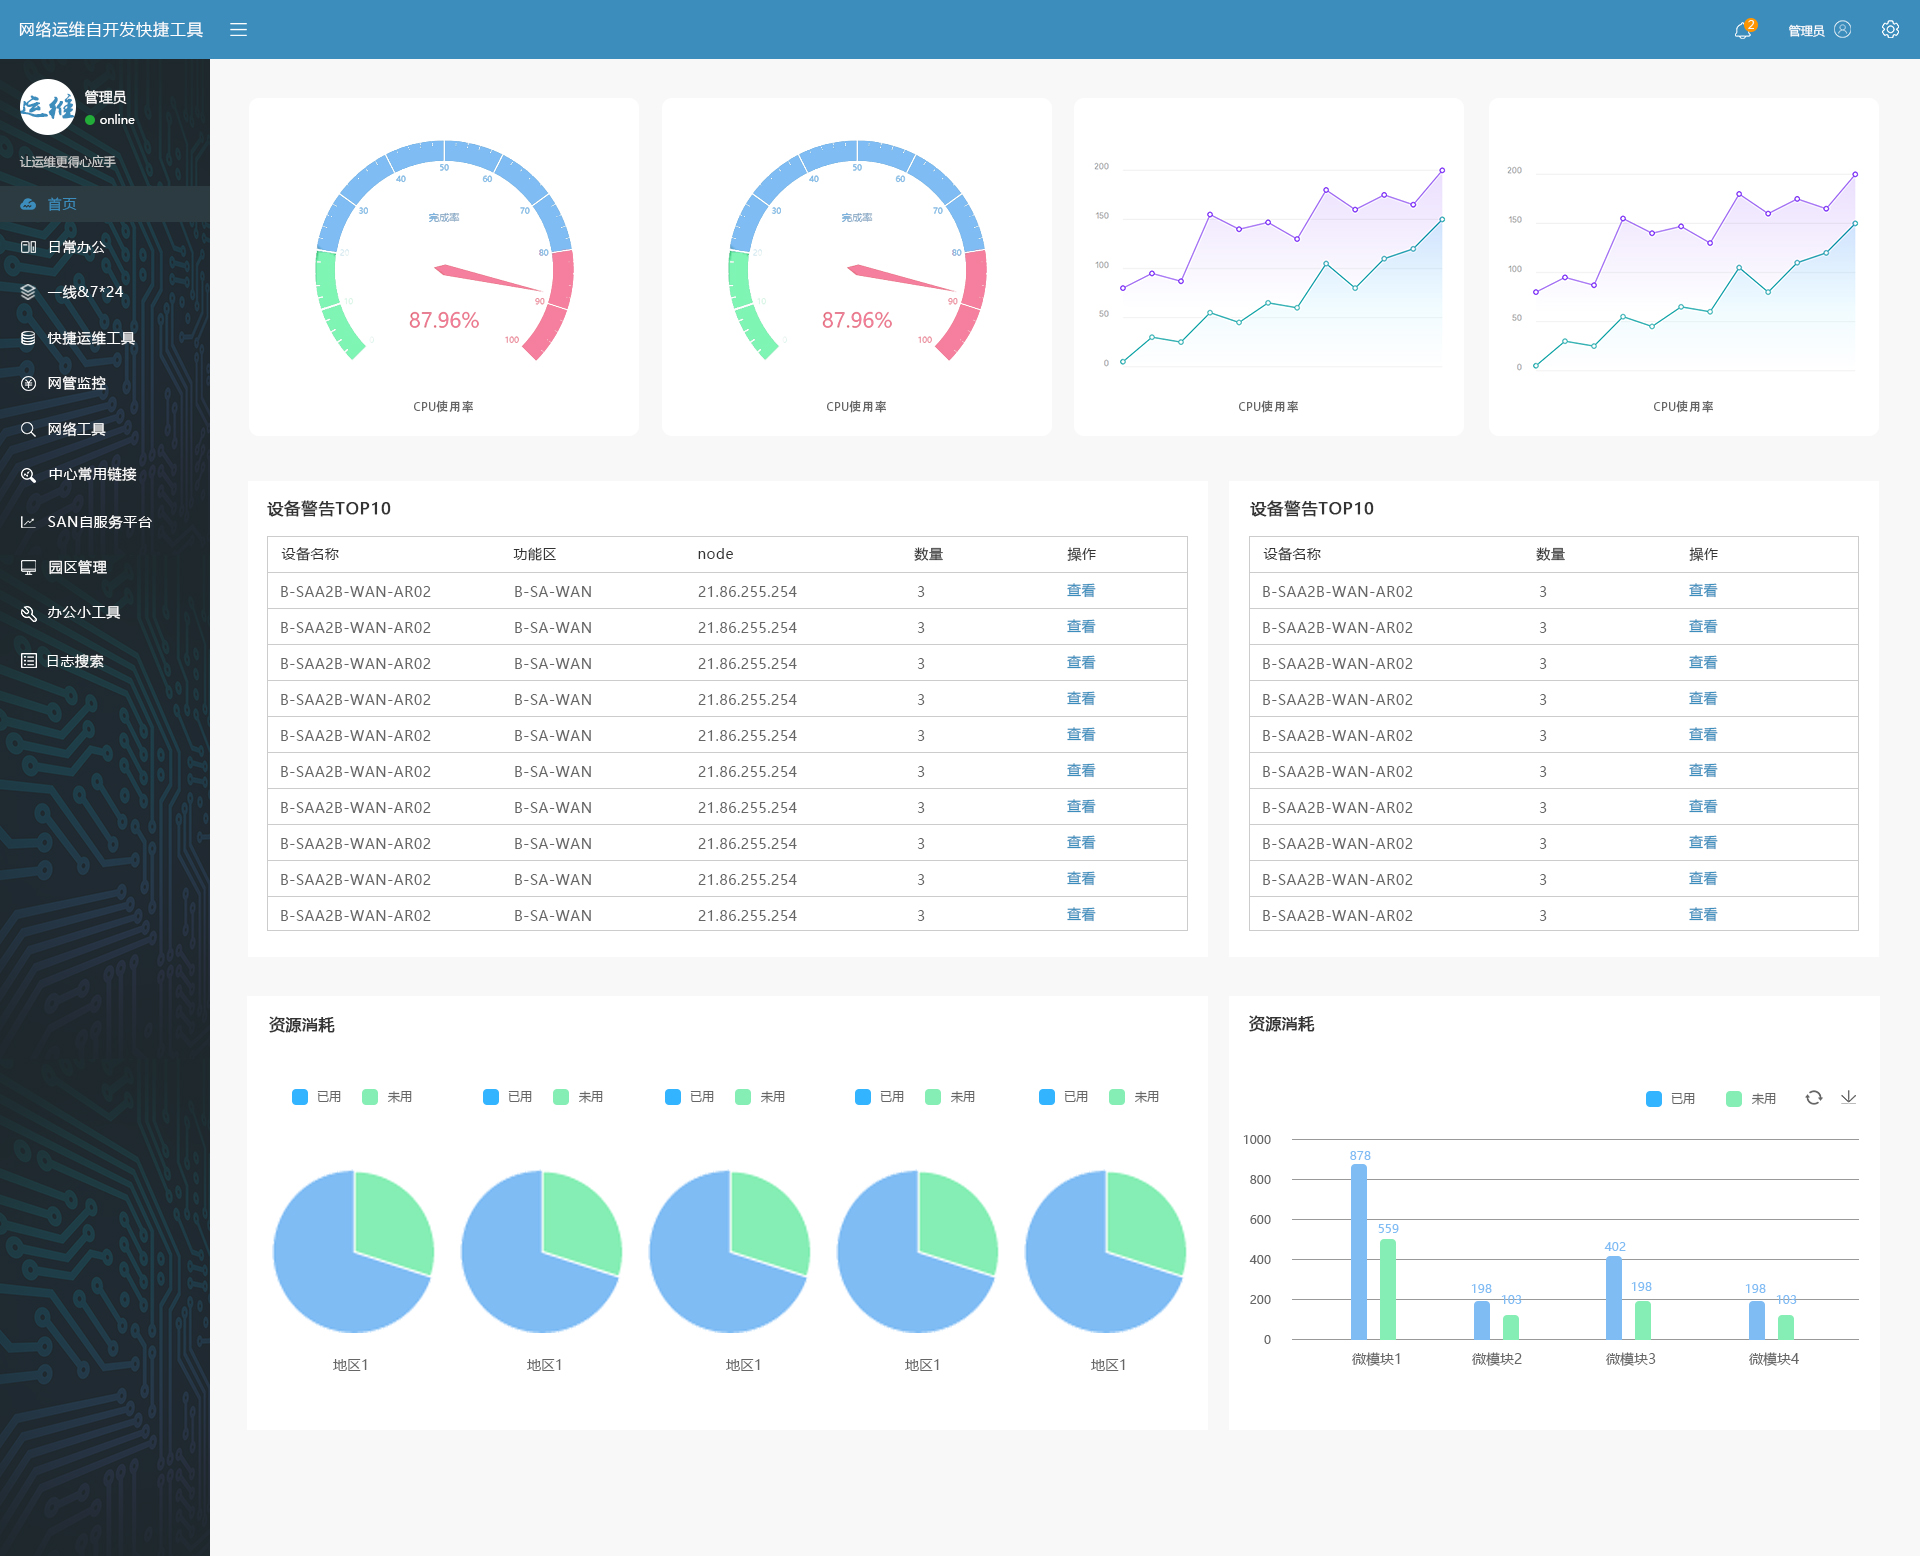 网络运维自开发快捷工具
2
管理员
运维
管理员
online
让运维更得心应手
首页
日常办公
一线&7*24
快捷运维工具
网管监控
网络工具
中心常用链接
SAN自服务平台
园区管理
办公小工具
日志搜索
0
10
20
30
40
50
60
70
80
90
100
完成率
87.96%
CPU使用率
0
10
20
30
40
50
60
70
80
90
100
完成率
87.96%
CPU使用率
200
150
100
50
0
CPU使用率
200
150
100
50
0
CPU使用率
设备警告TOP10
设备名称 功能区 node 数量 操作
B-SAA2B-WAN-AR02 B-SA-WAN 21.86.255.254 3 查看
B-SAA2B-WAN-AR02 B-SA-WAN 21.86.255.254 3 查看
B-SAA2B-WAN-AR02 B-SA-WAN 21.86.255.254 3 查看
B-SAA2B-WAN-AR02 B-SA-WAN 21.86.255.254 3 查看
B-SAA2B-WAN-AR02 B-SA-WAN 21.86.255.254 3 查看
B-SAA2B-WAN-AR02 B-SA-WAN 21.86.255.254 3 查看
B-SAA2B-WAN-AR02 B-SA-WAN 21.86.255.254 3 查看
B-SAA2B-WAN-AR02 B-SA-WAN 21.86.255.254 3 查看
B-SAA2B-WAN-AR02 B-SA-WAN 21.86.255.254 3 查看
B-SAA2B-WAN-AR02 B-SA-WAN 21.86.255.254 3 查看
设备警告TOP10
设备名称 数量 操作
B-SAA2B-WAN-AR02 3 查看
B-SAA2B-WAN-AR02 3 查看
B-SAA2B-WAN-AR02 3 查看
B-SAA2B-WAN-AR02 3 查看
B-SAA2B-WAN-AR02 3 查看
B-SAA2B-WAN-AR02 3 查看
B-SAA2B-WAN-AR02 3 查看
B-SAA2B-WAN-AR02 3 查看
B-SAA2B-WAN-AR02 3 查看
B-SAA2B-WAN-AR02 3 查看
资源消耗
已用 未用 已用 未用 已用 未用 已用 未用 已用 未用
地区1 地区1 地区1 地区1 地区1
资源消耗
已用 未用
1000
800
600
400
200
0
878
559
198
103
402
198
198
103
微模块1 微模块2 微模块3 微模块4